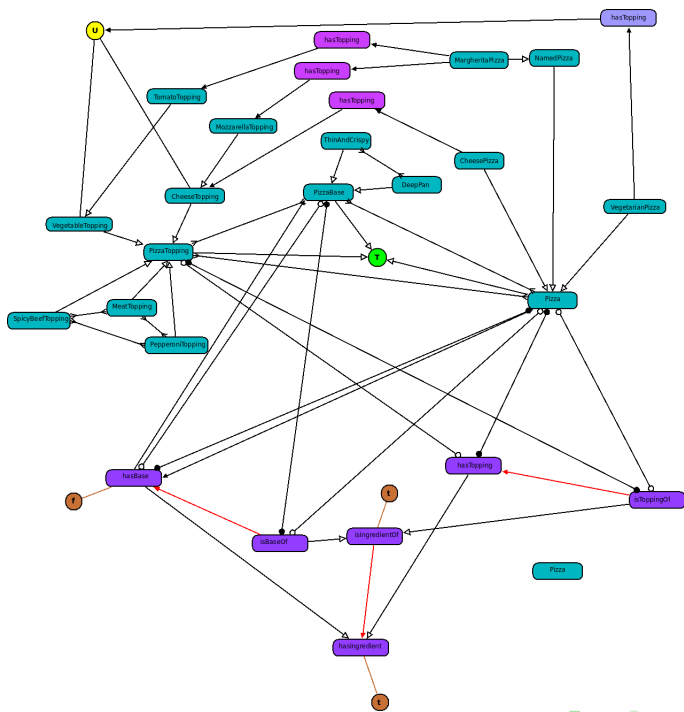 hasTopping
U
hasTopping
NamedPizza
MargheritaPizza
hasTopping
TomatoTopping
hasTopping
MozzarellaTopping
ThinAndCrispy
CheesePizza
DeepPan
PizzaBase
CheeseTopping
VegetarianPizza
VegetableTopping
PizzaTopping
T
Pizza
MeatTopping
SpicyBeefTopping
PepperoniTopping
hasTopping
hasBase
t
isToppingOf
f
isIngredientOf
isBaseOf
Pizza
hasIngredient
t